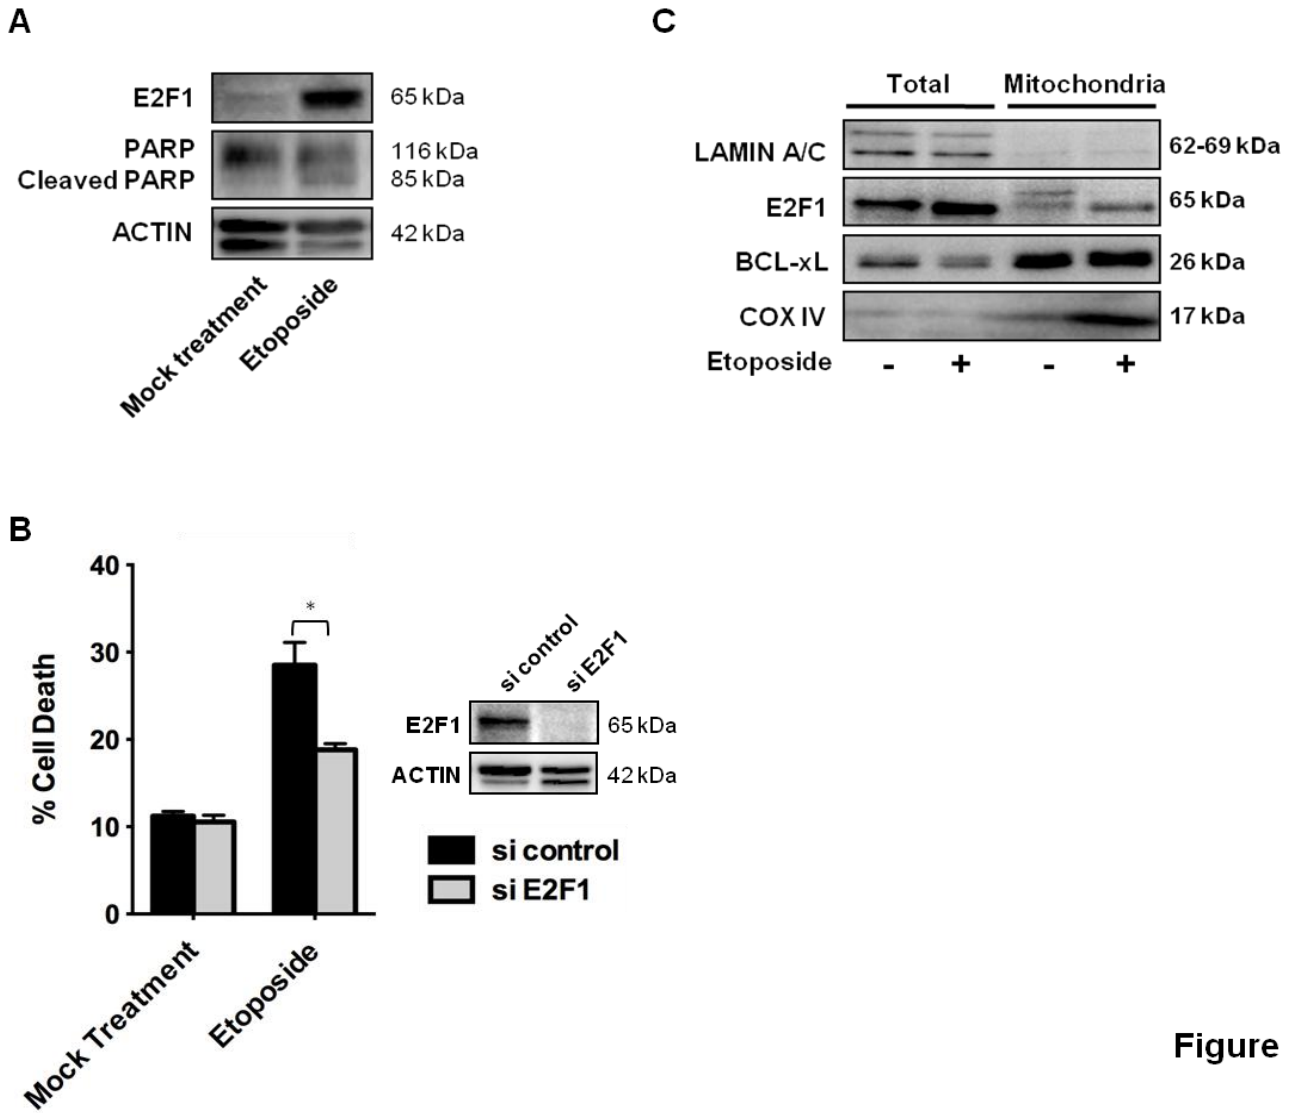 A
E2F1 65 kDa
PARP 116 kDa
Cleaved PARP 85 kDa
ACTIN 42 kDa
Mock treatment
Etoposide
C
Total Mitochondria
LAMIN A/C 62-69 kDa
E2F1 65 kDa
BCL-xL 26 kDa
COX IV 17 kDa
Etoposide - + - +
B
% Cell Death
40
30
20
10
0
*
Mock Treatment
Etoposide
si control
si E2F1
E2F1 65 kDa
ACTIN 42 kDa
si control
si E2F1
Figure